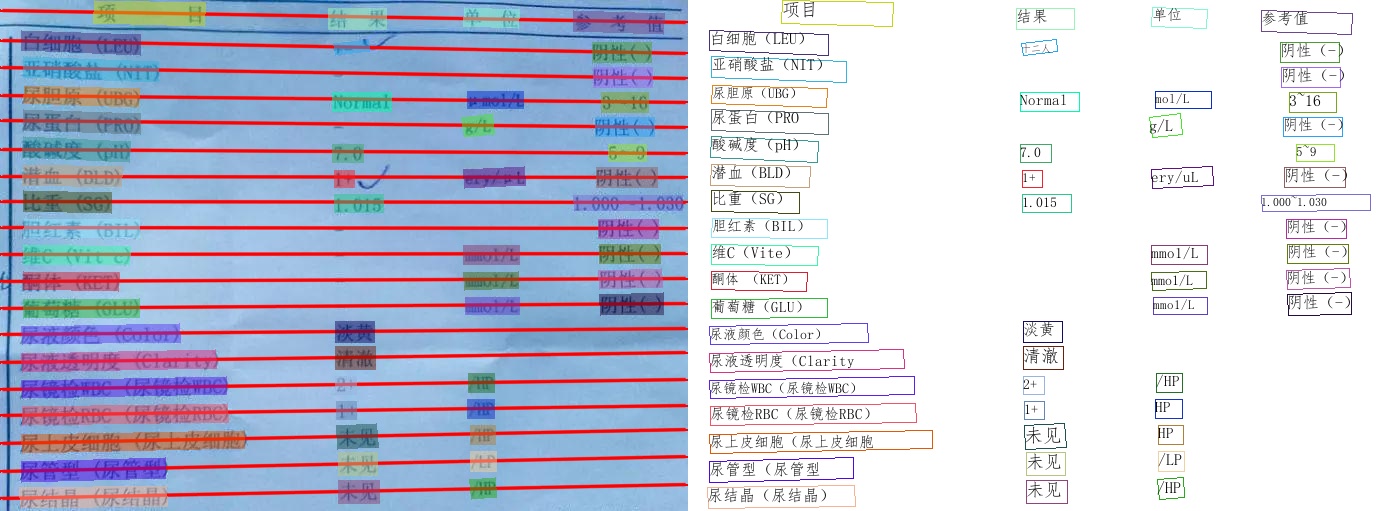 项 目 结 果 单 位 参 考 值
白细胞 (LEU) 阴性( )
亚硝酸盐 (NIT) - 阴性( )
尿胆原 (UBG) Normal μmol/L 3~16
尿蛋白 (PRO) - g/L 阴性( )
酸碱度 (pH) 7.0 5~9
潜血 (BLD) 1+ ery/μL 阴性( )
比重 (SG) 1.015 1.000~1.030
胆红素 (BIL) - 阴性( )
维C (Vit C) mmol/L 阴性( )
酮体 (KET) mmol/L 阴性( )
葡萄糖 (GLU) mmol/L 阴性( )
尿液颜色 (Color) 淡黄
尿液透明度 (Clarity) 清澈
尿镜检WBC (尿镜检WBC) 2+ /HP
尿镜检RBC (尿镜检RBC) 1+ /HP
尿上皮细胞 (尿上皮细胞 未见 /HP
尿管型 (尿管型) 未见 /LP
尿结晶 (尿结晶) 未见 /HP
项目 结果 单位 参考值
白细胞（LEU） 十二人 阴性（-）
亚硝酸盐（NIT） 阴性（-）
尿胆原（UBG） Normal mol/L 3~16
尿蛋白（PRO g/L 阴性（-）
酸碱度（pH） 7.0 5~9
潜血（BLD） 1+ ery/uL 阴性（-）
比重（SG） 1.015 1.000~1.030
胆红素（BIL） 阴性（-）
维C（Vite） mmol/L 阴性（-）
酮体 （KET） mmol/L 阴性（-）
葡萄糖（GLU） mmol/L 阴性（-）
尿液颜色（Color） 淡黄
尿液透明度（Clarity 清澈
尿镜检WBC（尿镜检WBC） 2+ /HP
尿镜检RBC（尿镜检RBC） 1+ HP
尿上皮细胞（尿上皮细胞 未见 HP
尿管型（尿管型 未见 /LP
尿结晶（尿结晶） 未见 /HP